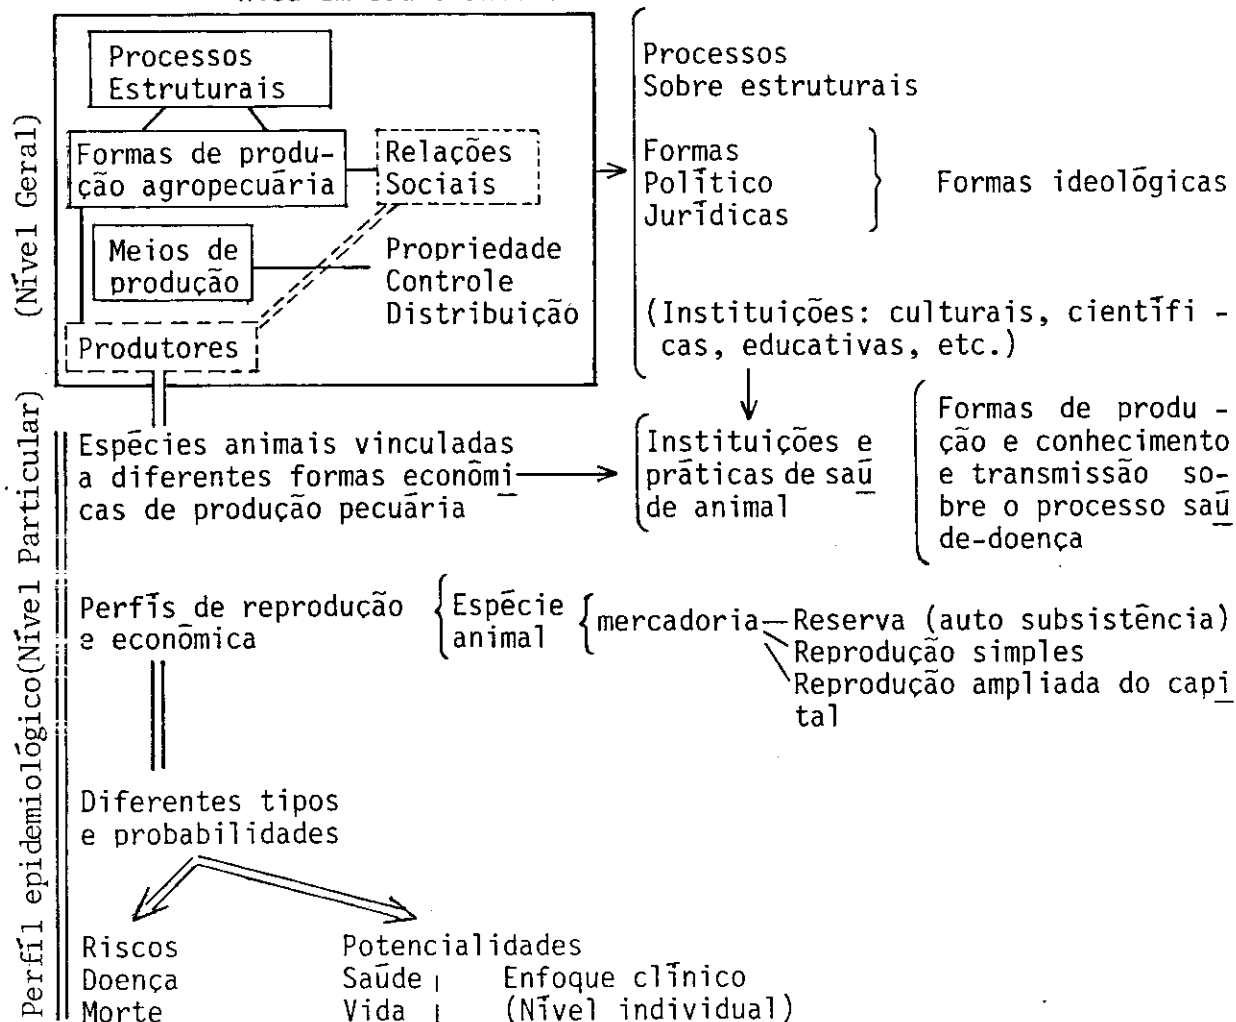 Processos
Estruturais
Formas de produ-
ção agropecuária
Relações
Sociais
Meios de
produção
Propriedade
Controle
Distribuição
Produtores
Processos
Sobre estruturais
Formas
Político
Jurídicas
Formas ideológicas
(Instituições: culturais, científi -
cas, educativas, etc.)
(Nível Geral)
Espécies animais vinculadas
a diferentes formas econômi
cas de produção pecuária
Instituições e
práticas de saú
de animal
Formas de produ -
ção e conhecimento
e transmissão so-
bre o processo saú
de-doença
Perfís de reprodução
e econômica
Espécie
animal
mercadoria
Reserva (auto subsistência)
Reprodução simples
Reprodução ampliada do capi
tal
Diferentes tipos
e probabilidades
Riscos
Doença
Morte
Potencialidades
Saúde
Vida
Enfoque clínico
(Nível individual)
Perfíl epidemiológico(Nível Particular)